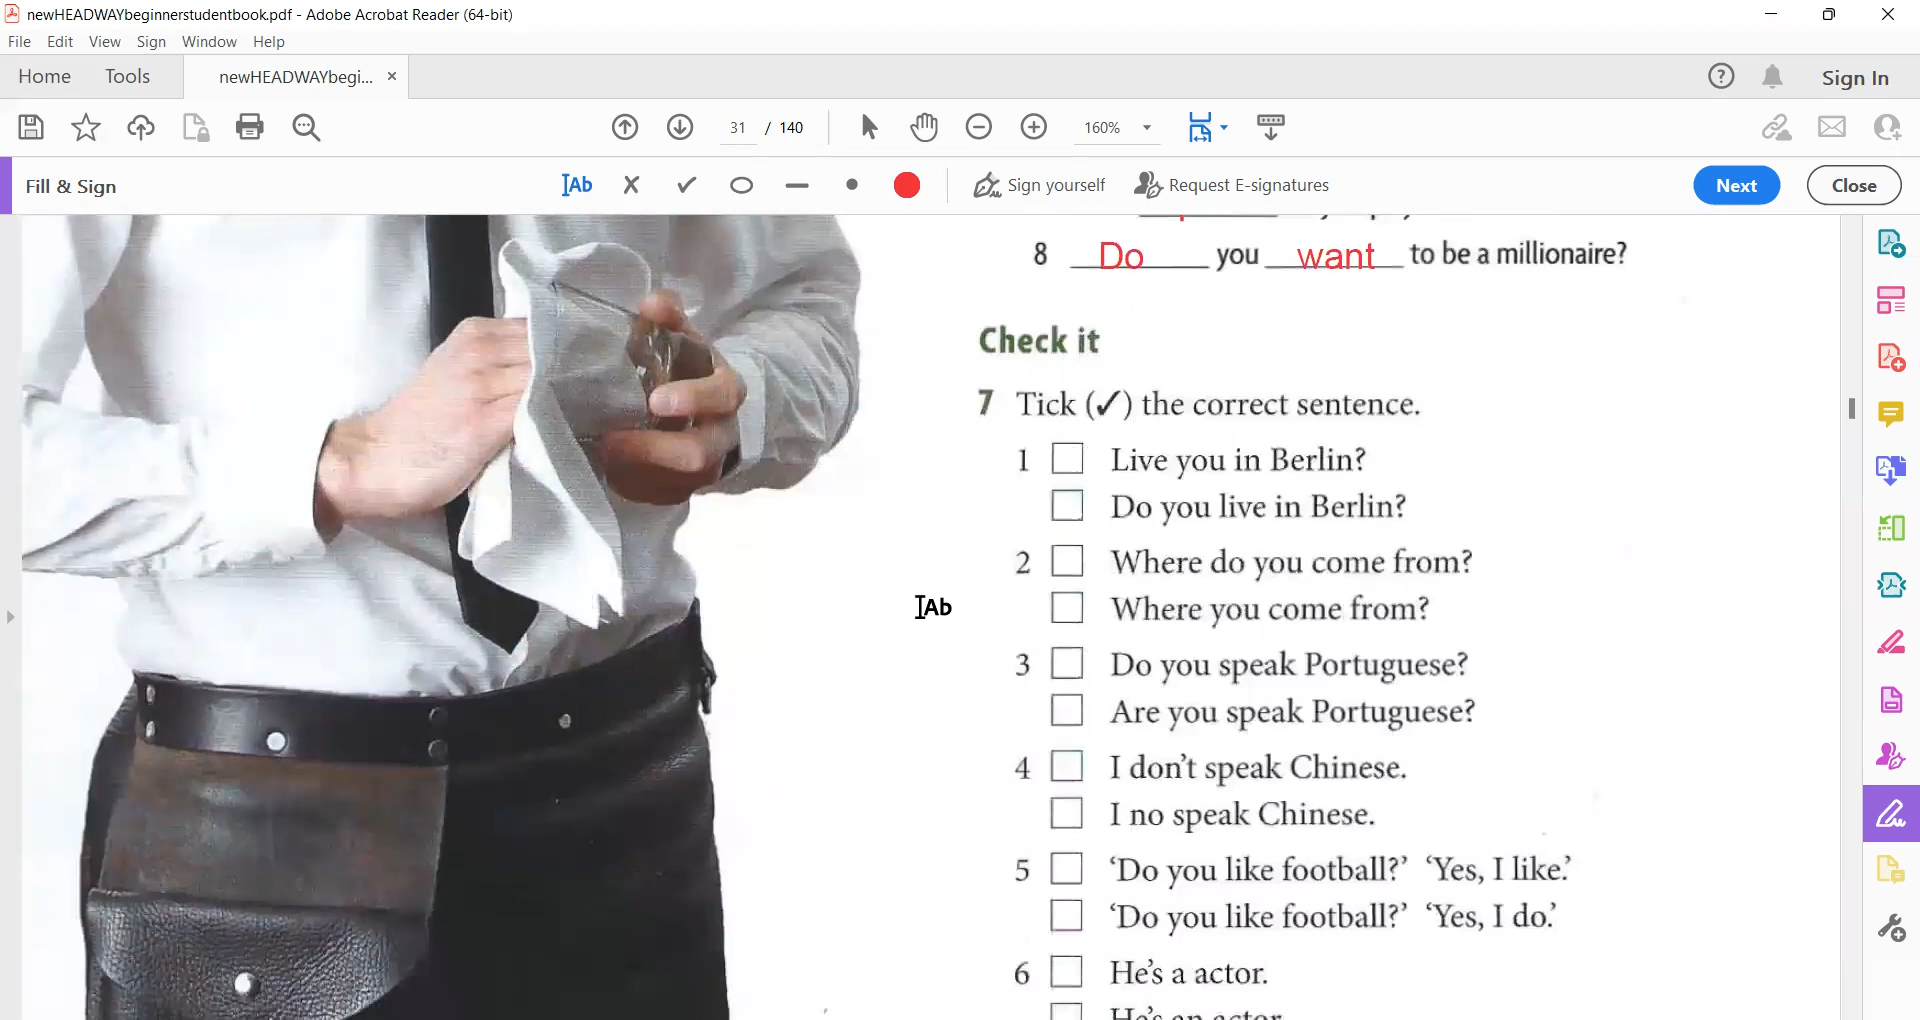 newHEADWAYbeginnerstudentbook.pdf - Adobe Acrobat Reader (64-bit)
File Edit View Sign Window Help
Home Tools newHEADWAYbegi... × Sign In
31 / 140 160%
Fill & Sign Ab Sign yourself Request E-signatures Next Close
8 Do you want to be a millionaire?
Check it
7 Tick (✓) the correct sentence.
1 Live you in Berlin?
Do you live in Berlin?
2 Where do you come from?
Ab
Where you come from?
3 Do you speak Portuguese?
Are you speak Portuguese?
4 I don't speak Chinese.
I no speak Chinese.
5 ‘Do you like football?’ ‘Yes, I like.’
‘Do you like football?’ ‘Yes, I do.’
6 He's a actor.
He's an actor.